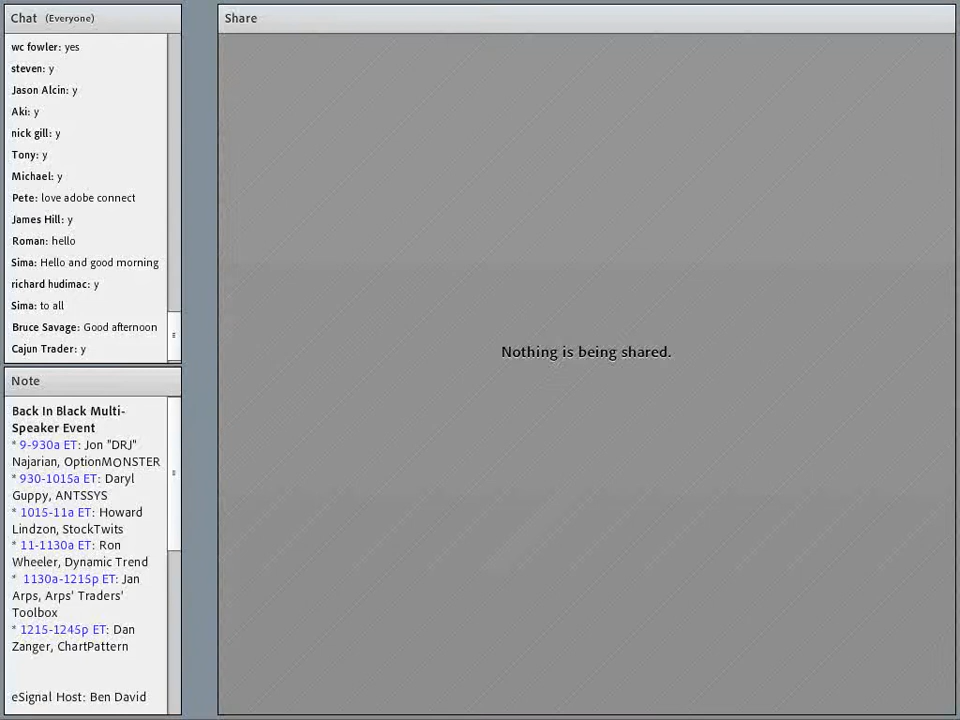 Chat (Everyone)
wc fowler: yes
steven: y
Jason Alcin: y
Aki: y
nick gill: y
Tony: y
Michael: y
Pete: love adobe connect
James Hill: y
Roman: hello
Sima: Hello and good morning
richard hudimac: y
Sima: to all
Bruce Savage: Good afternoon
Cajun Trader: y
Note
Back In Black Multi-
Speaker Event
* 9-930a ET: Jon "DRJ"
Najarian, OptionMONSTER
* 930-1015a ET: Daryl
Guppy, ANTSSYS
* 1015-11a ET: Howard
Lindzon, StockTwits
* 11-1130a ET: Ron
Wheeler, Dynamic Trend
* 1130a-1215p ET: Jan
Arps, Arps' Traders'
Toolbox
* 1215-1245p ET: Dan
Zanger, ChartPattern
eSignal Host: Ben David
Share
Nothing is being shared.